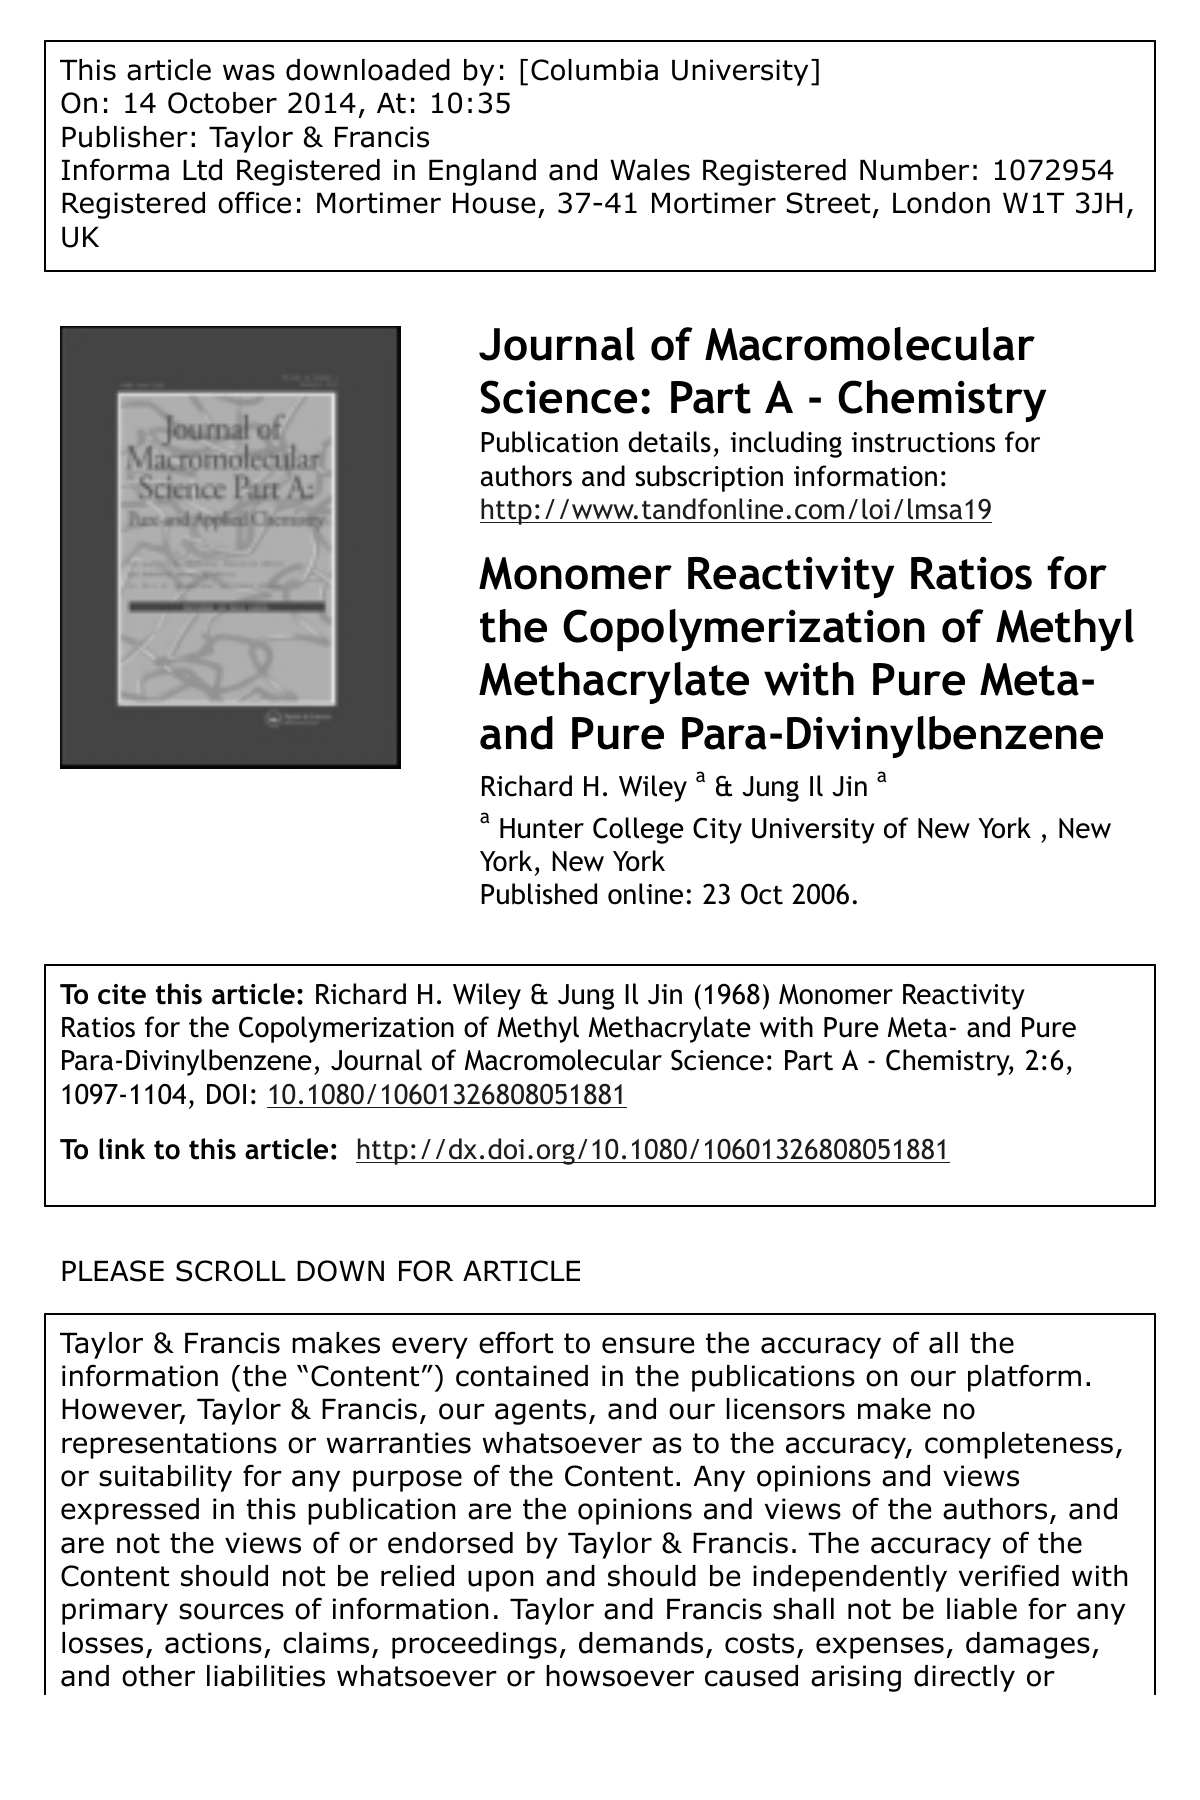 This article was downloaded by: [Columbia University]
On: 14 October 2014, At: 10:35
Publisher: Taylor & Francis
Informa Ltd Registered in England and Wales Registered Number: 1072954
Registered office: Mortimer House, 37-41 Mortimer Street, London W1T 3JH,
UK
Journal of
Macromolecular
Science Part A:
Pure and Applied Chemistry
Journal of Macromolecular
Science: Part A - Chemistry
Publication details, including instructions for
authors and subscription information:
http://www.tandfonline.com/loi/lmsa19
Monomer Reactivity Ratios for
the Copolymerization of Methyl
Methacrylate with Pure Meta-
and Pure Para-Divinylbenzene
Richard H. Wiley a & Jung Il Jin a
a Hunter College City University of New York , New
York, New York
Published online: 23 Oct 2006.
To cite this article: Richard H. Wiley & Jung Il Jin (1968) Monomer Reactivity
Ratios for the Copolymerization of Methyl Methacrylate with Pure Meta- and Pure
Para-Divinylbenzene, Journal of Macromolecular Science: Part A - Chemistry, 2:6,
1097-1104, DOI: 10.1080/10601326808051881
To link to this article: http://dx.doi.org/10.1080/10601326808051881
PLEASE SCROLL DOWN FOR ARTICLE
Taylor & Francis makes every effort to ensure the accuracy of all the
information (the “Content”) contained in the publications on our platform.
However, Taylor & Francis, our agents, and our licensors make no
representations or warranties whatsoever as to the accuracy, completeness,
or suitability for any purpose of the Content. Any opinions and views
expressed in this publication are the opinions and views of the authors, and
are not the views of or endorsed by Taylor & Francis. The accuracy of the
Content should not be relied upon and should be independently verified with
primary sources of information. Taylor and Francis shall not be liable for any
losses, actions, claims, proceedings, demands, costs, expenses, damages,
and other liabilities whatsoever or howsoever caused arising directly or